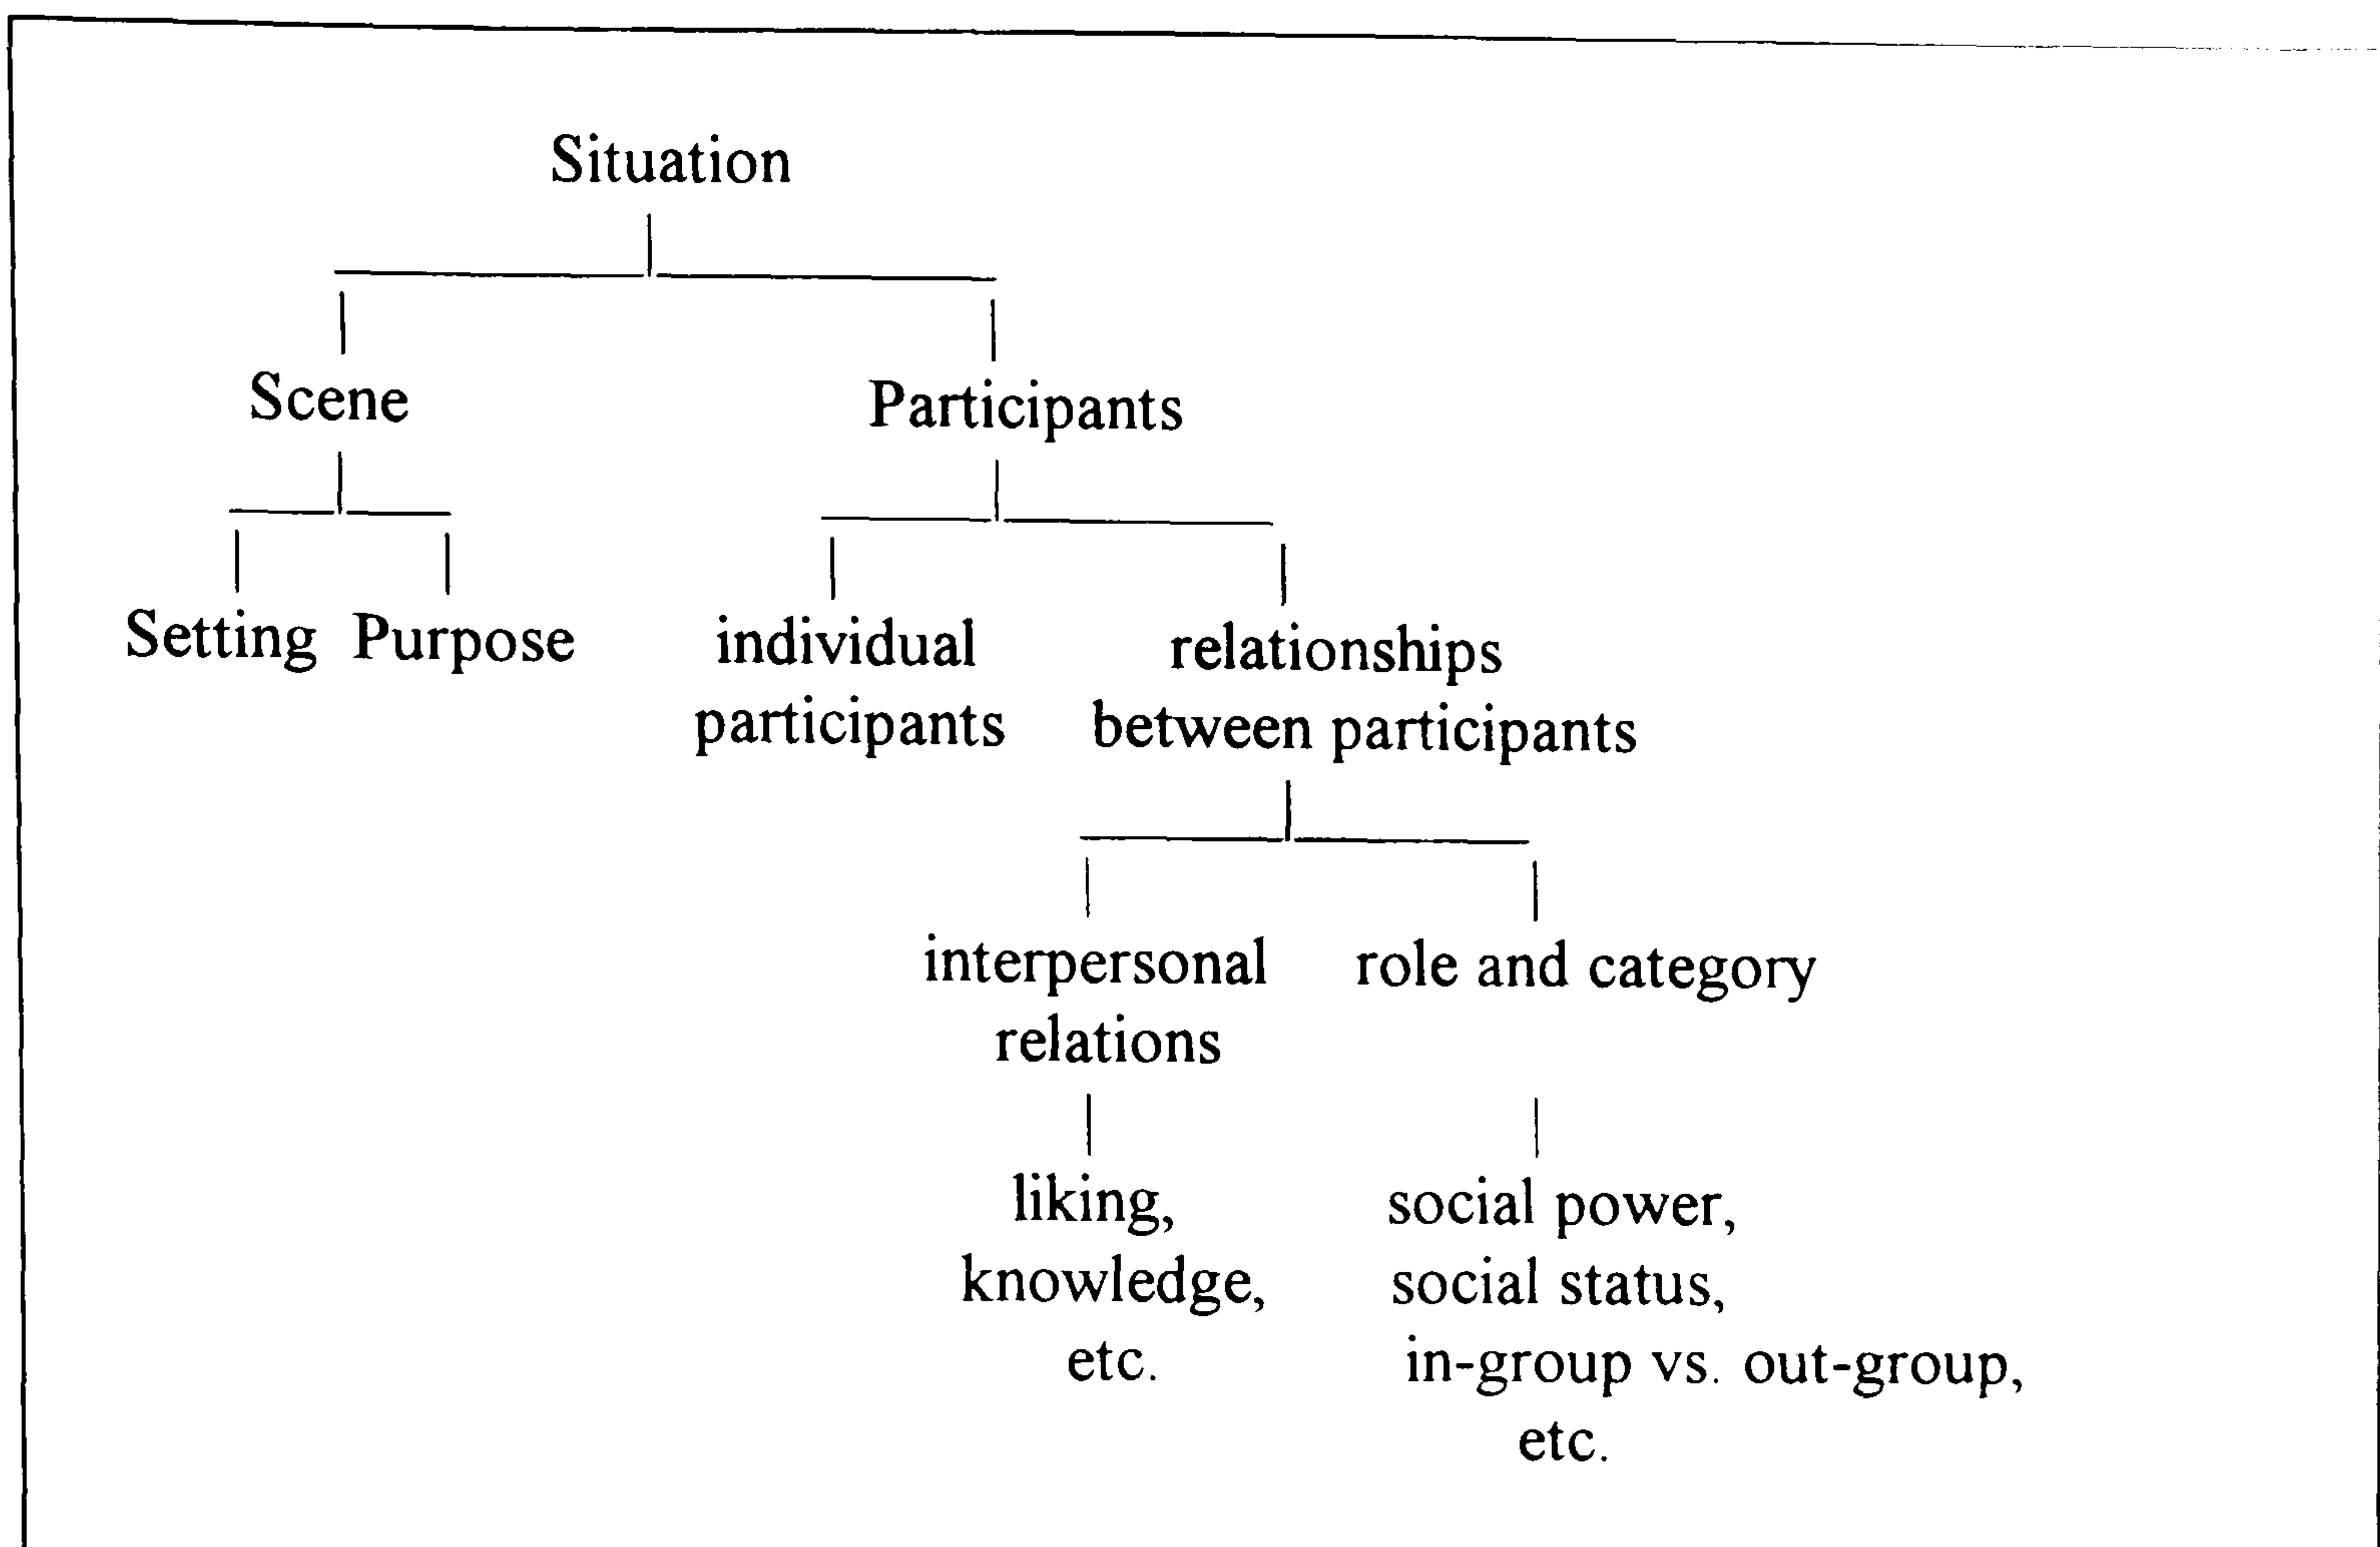 Situation
Scene
Participants
Setting Purpose
individual
participants
relationships
between participants
interpersonal
relations
role and category
liking,
knowledge,
etc.
social power,
social status,
in-group vs. out-group,
etc.